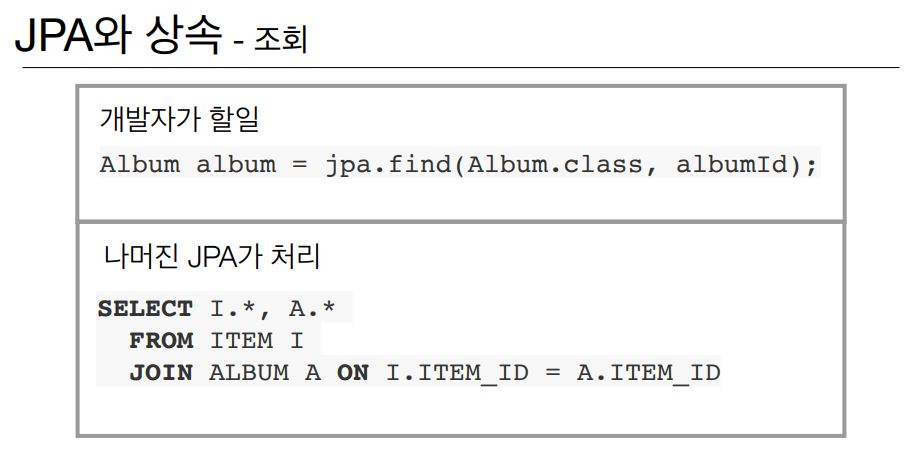 JPA와 상속 - 조회
개발자가 할일
Album album = jpa.find(Album.class, albumId);
나머진 JPA가 처리
SELECT I.*, A.*
FROM ITEM I
JOIN ALBUM A ON I.ITEM_ID = A.ITEM_ID